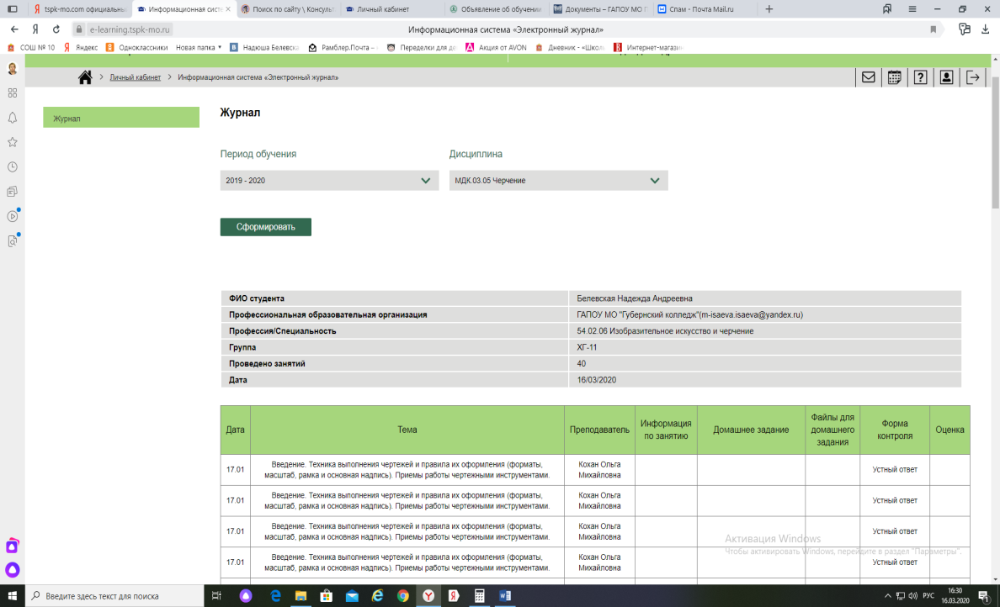 tspk-mo.com официальны
Информационная систе
Поиск по сайту \ Консуль
Личный кабинет
Объявление об обучении
Документы – ГАПОУ МО Г
Спам - Почта Mail.ru
e-learning.tspk-mo.ru
Информационная система «Электронный журнал»
СОШ № 10
Яндекс
Одноклассники
Новая папка
Надюша Белевска
Рамблер.Почта –
Переделки для до
Акция от AVON
Дневник - «Школ
Интернет-магазин
Личный кабинет > Информационная система «Электронный журнал»
Журнал
Журнал
Период обучения
Дисциплина
2019 - 2020
МДК.03.05 Черчение
Сформировать
ФИО студента Белевская Надежда Андреевна
Профессиональная образовательная организация ГАПОУ МО "Губернский колледж"(m-isaeva.isaeva@yandex.ru)
Профессия/Специальность 54.02.06 Изобразительное искусство и черчение
Группа ХГ-11
Проведено занятий 40
Дата 16/03/2020
Дата
Тема
Преподаватель
Информация
по занятию
Домашнее задание
Файлы для
домашнего
задания
Форма
контроля
Оценка
17.01
Введение. Техника выполнения чертежей и правила их оформления (форматы,
масштаб, рамка и основная надпись). Приемы работы чертежными инструментами.
Кохан Ольга
Михайловна
Устный ответ
17.01
Введение. Техника выполнения чертежей и правила их оформления (форматы,
масштаб, рамка и основная надпись). Приемы работы чертежными инструментами.
Кохан Ольга
Михайловна
Устный ответ
17.01
Введение. Техника выполнения чертежей и правила их оформления (форматы,
масштаб, рамка и основная надпись). Приемы работы чертежными инструментами.
Кохан Ольга
Михайловна
Устный ответ
17.01
Введение. Техника выполнения чертежей и правила их оформления (форматы,
масштаб, рамка и основная надпись). Приемы работы чертежными инструментами.
Кохан Ольга
Михайловна
Устный ответ
Активация Windows
Чтобы активировать Windows, перейдите в раздел "Параметры".
Введите здесь текст для поиска
РУС
16:30
16.03.2020